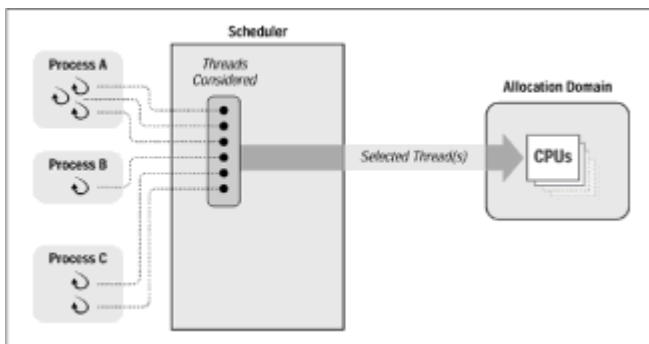 Scheduler
Process A
Threads
Considered
Allocation Domain
Process B
Selected Thread(s)
CPUs
Process C